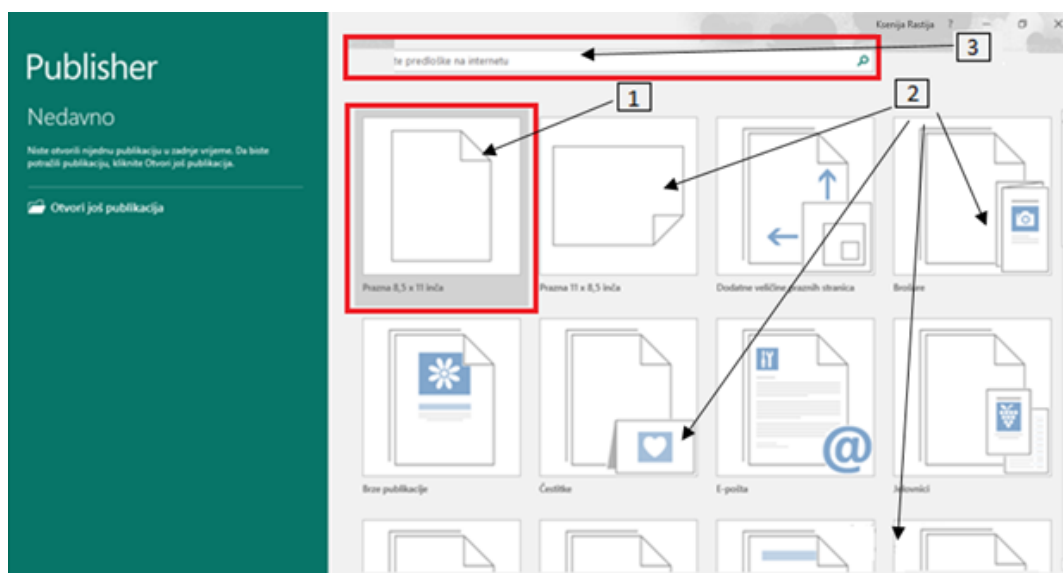 Ksenija Rastija ?
Publisher
3
te predloške na internetu
1
2
Nedavno
Niste otvorili nijednu publikaciju u zadnje vrijeme. Da biste
potražili publikaciju, kliknite Otvori još publikacija.
Otvori još publikacija
Prazna 8,5 x 11 inča
Prazna 11 x 8,5 inča
Dodatne veličine praznih stranica
Brošure
@
Brze publikacije
Čestitke
E-pošta
Jelovnici